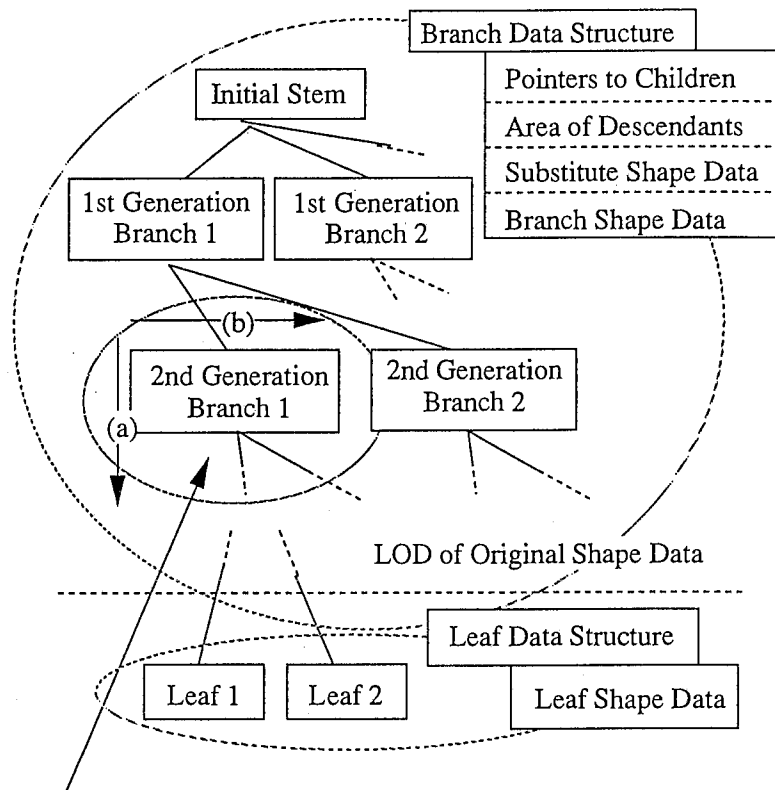 Branch Data Structure
Pointers to Children
Area of Descendants
Substitute Shape Data
Branch Shape Data
Initial Stem
1st Generation
Branch 1
1st Generation
Branch 2
(b)
2nd Generation
Branch 1
2nd Generation
Branch 2
(a)
LOD of Original Shape Data
Leaf Data Structure
Leaf Shape Data
Leaf 1
Leaf 2